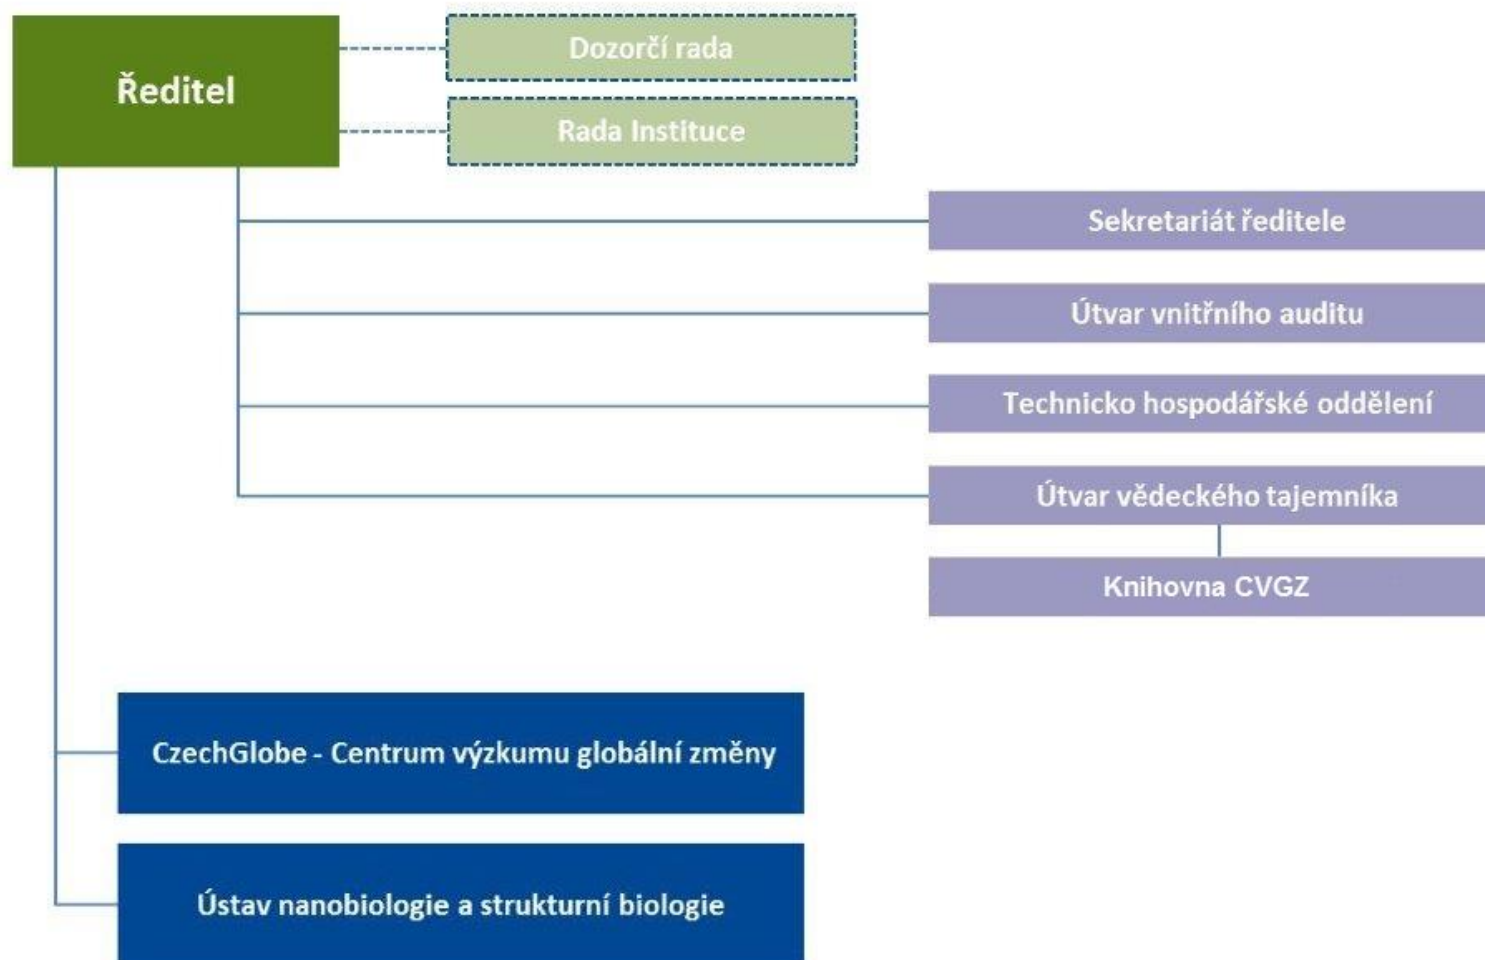 Ředitel
Dozorčí rada
Rada Instituce
Sekretariát ředitele
Útvar vnitřního auditu
Technicko hospodářské oddělení
Útvar vědeckého tajemníka
Knihovna CVGZ
CzechGlobe - Centrum výzkumu globální změny
Ústav nanobiologie a strukturní biologie